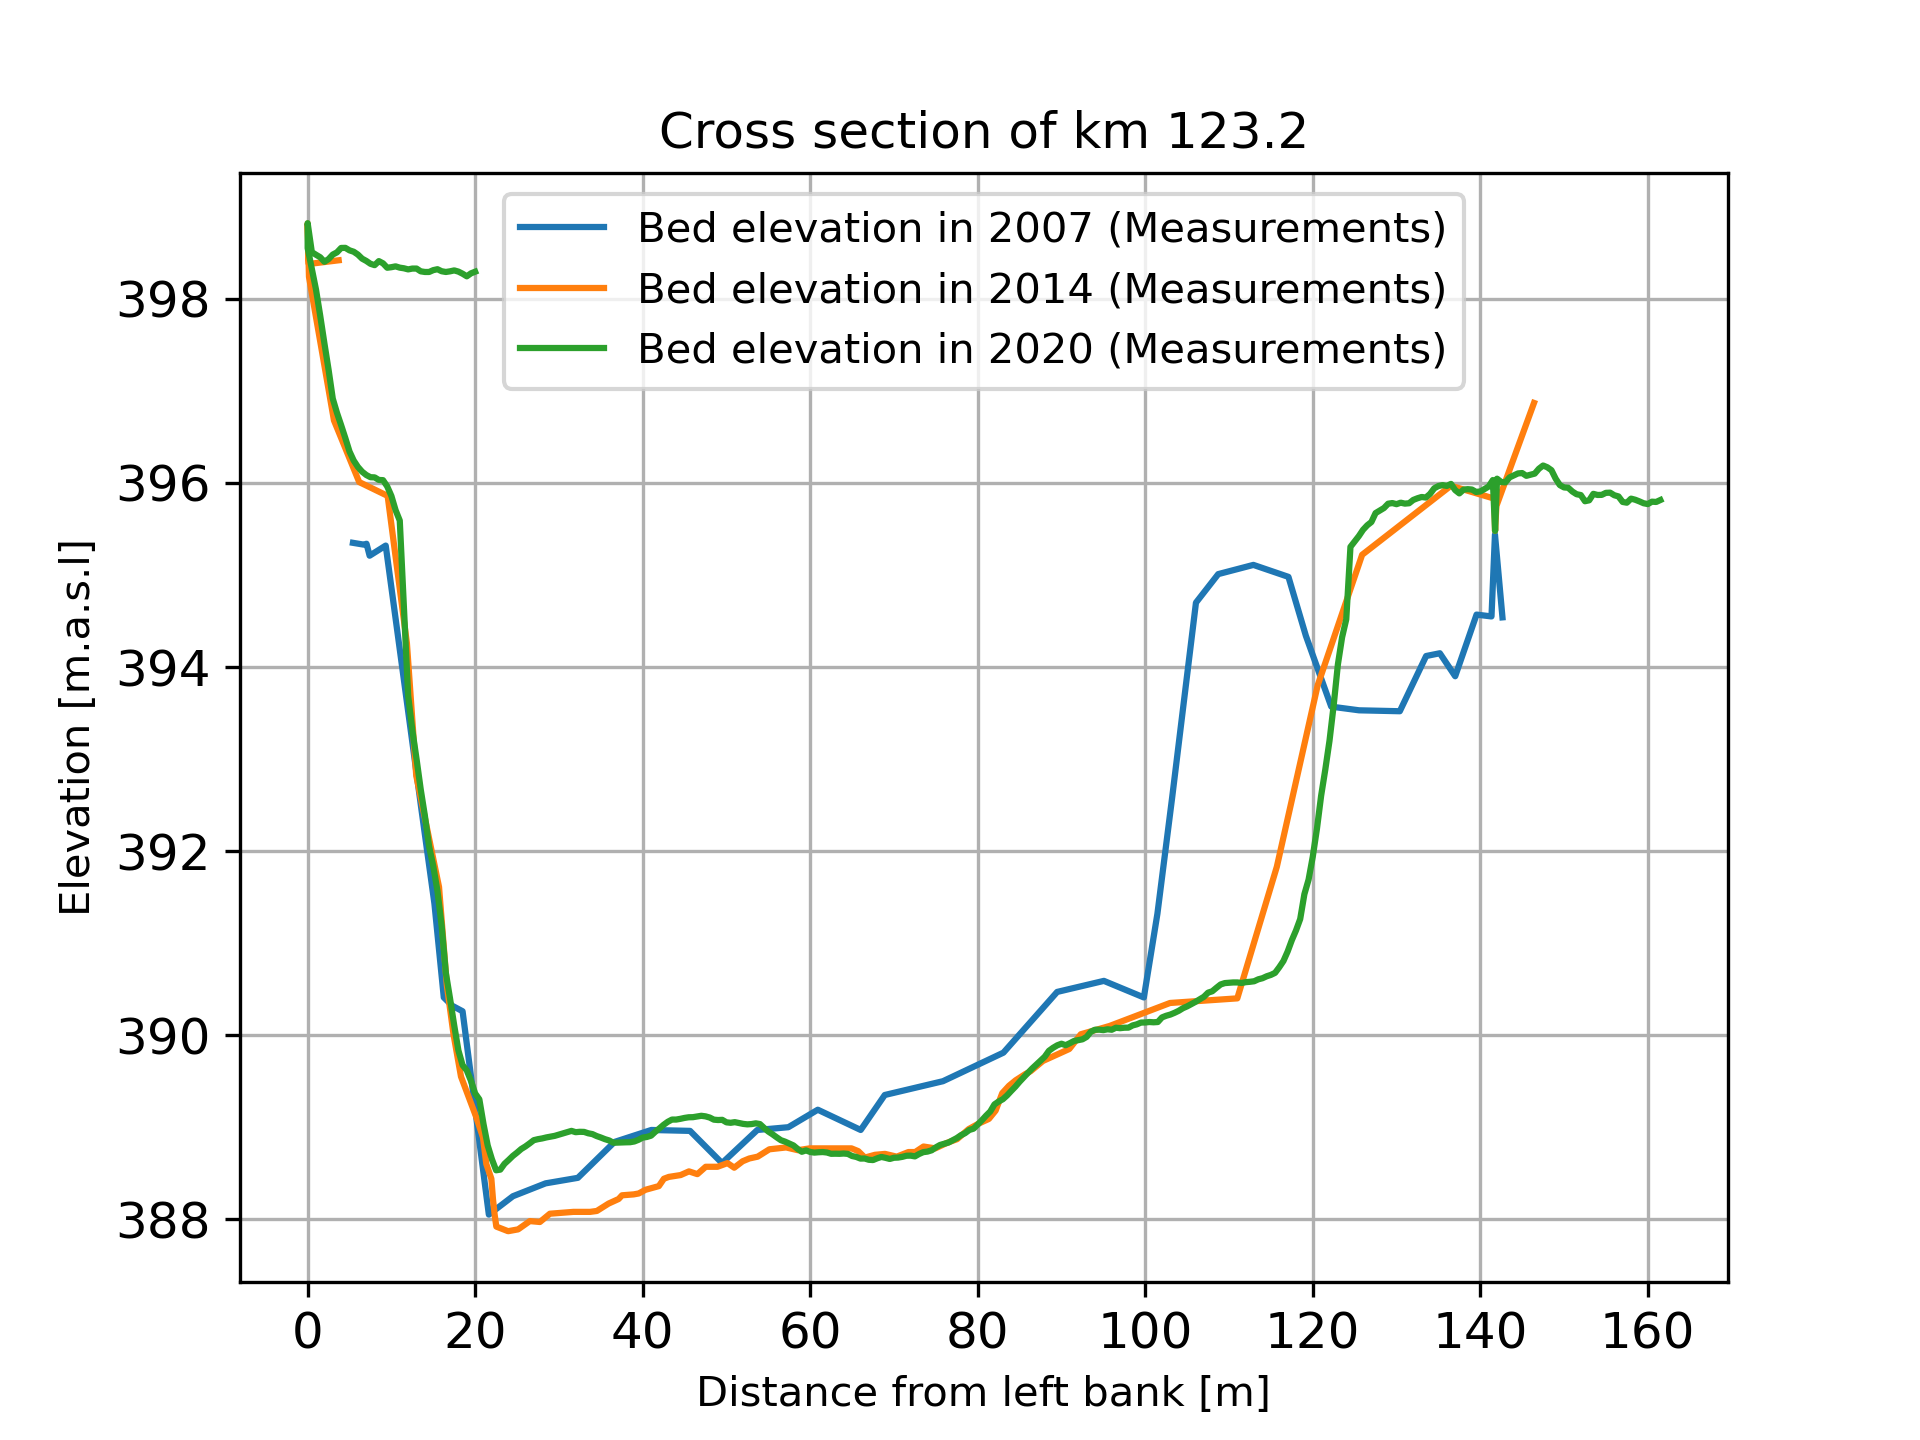 Cross section of km 123.2
Bed elevation in 2007 (Measurements)
Bed elevation in 2014 (Measurements)
Bed elevation in 2020 (Measurements)
398
396
394
392
390
388
Elevation [m.a.s.l]
0 20 40 60 80 100 120 140 160
Distance from left bank [m]